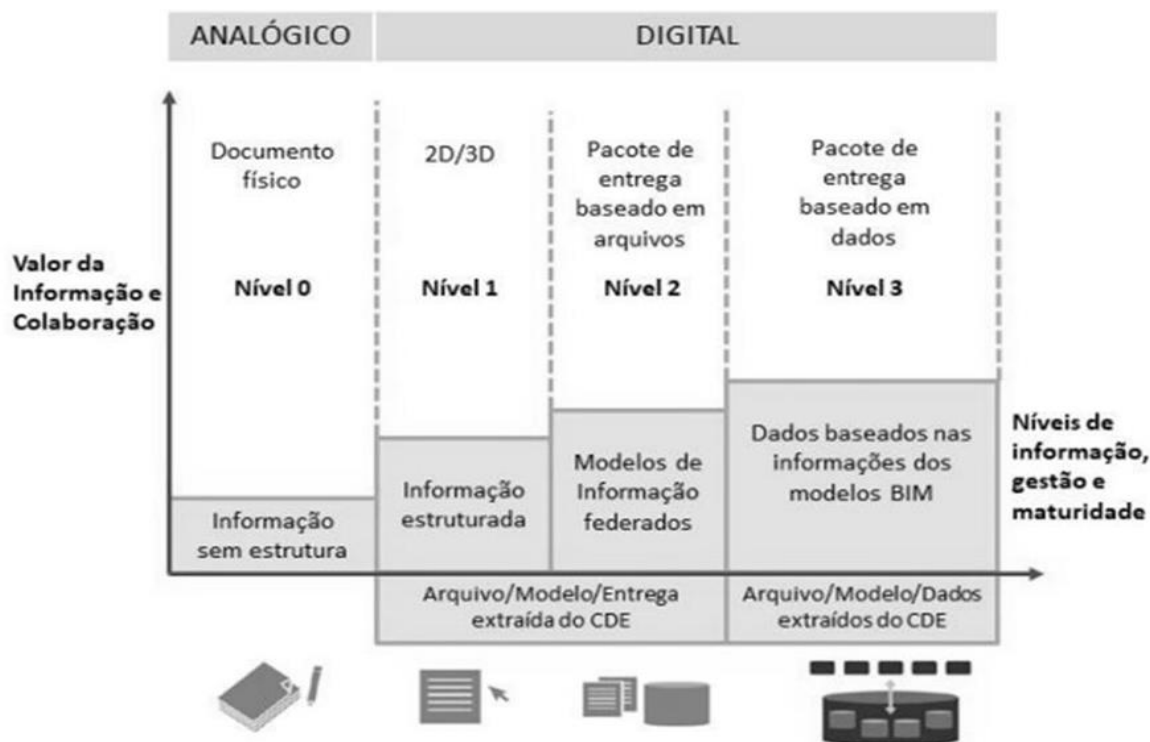 ANALÓGICO
DIGITAL
Documento
físico
2D/3D
Pacote de
entrega
baseado em
arquivos
Pacote de
entrega
baseado em
dados
Valor da
Informação e
Colaboração
Nível 0
Nível 1
Nível 2
Nível 3
Informação
sem estrutura
Informação
estruturada
Modelos de
Informação
federados
Dados baseados nas
informações dos
modelos BIM
Níveis de
informação,
gestão e
maturidade
Arquivo/Modelo/Entrega
extraída do CDE
Arquivo/Modelo/Dados
extraídos do CDE